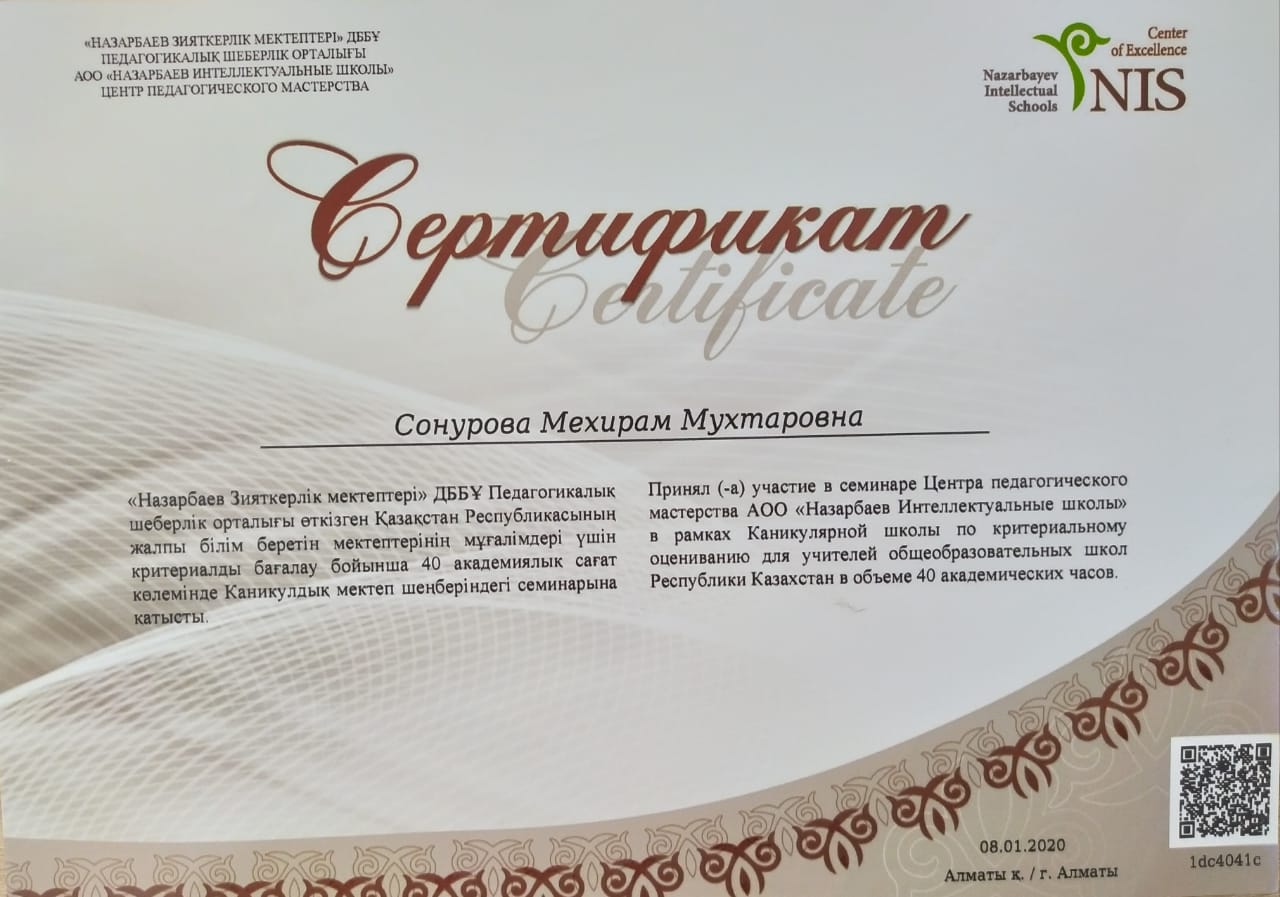 «НАЗАРБАЕВ ЗИЯТКЕРЛІК МЕКТЕПТЕРІ» ДББҰ
ПЕДАГОГИКАЛЫҚ ШЕБЕРЛІК ОРТАЛЫҒЫ
АОО «НАЗАРБАЕВ ИНТЕЛЛЕКТУАЛЬНЫЕ ШКОЛЫ»
ЦЕНТР ПЕДАГОГИЧЕСКОГО МАСТЕРСТВА
Center
of Excellence
Nazarbayev
Intellectual
Schools
NIS
Сертификат
Certificate
Сонурова Мехирам Мухтаровна
«Назарбаев Зияткерлік мектептері» ДББҰ Педагогикалық
шеберлік орталығы өткізген Қазақстан Республикасының
жалпы білім беретін мектептерінің мұғалімдері үшін
критериалды бағалау бойынша 40 академиялық сағат
көлемінде Каникулдық мектеп шеңберіндегі семинарына
қатысты.
Принял (-а) участие в семинаре Центра педагогического
мастерства АОО «Назарбаев Интеллектуальные школы»
в рамках Каникулярной школы по критериальному
оцениванию для учителей общеобразовательных школ
Республики Казахстан в объеме 40 академических часов.
08.01.2020
Алматы қ. / г. Алматы
1dc4041c